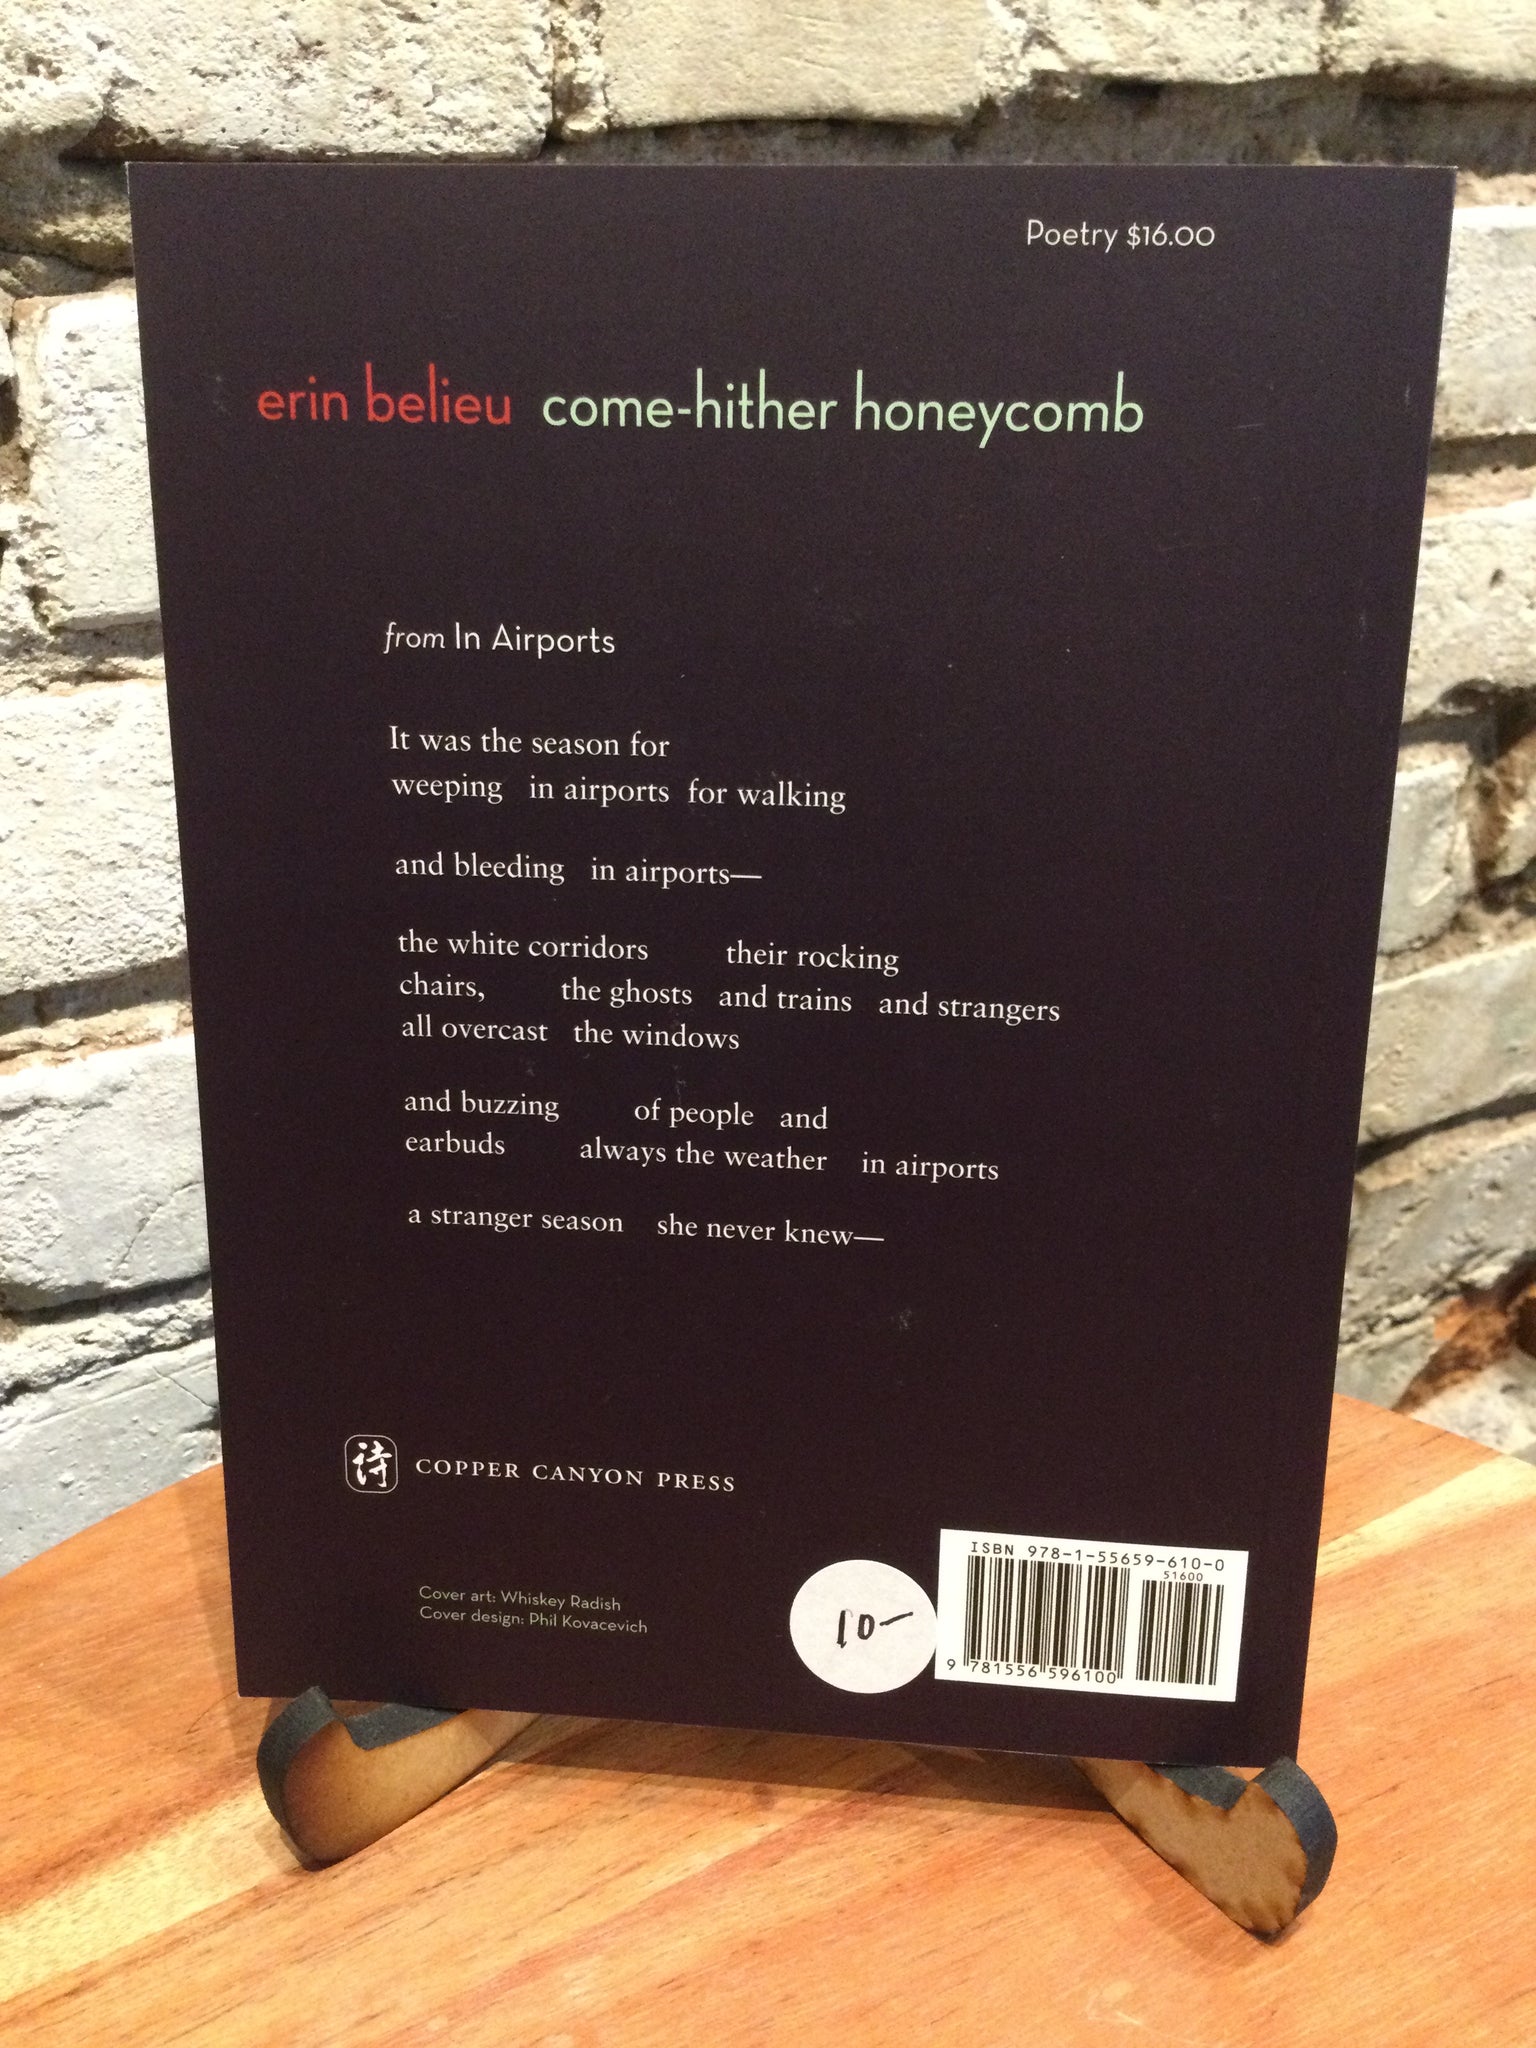 Poetry $16.00
erin belieu come-hither honeycomb
from In Airports
It was the season for
weeping in airports for walking
and bleeding in airports—
the white corridors their rocking
chairs, the ghosts and trains and strangers
all overcast the windows
and buzzing of people and
earbuds always the weather in airports
a stranger season she never knew—
詩 COPPER CANYON PRESS
Cover art: Whiskey Radish
Cover design: Phil Kovacevich
10-
ISBN 978-1-55659-610-0
51600
9 781556 596100